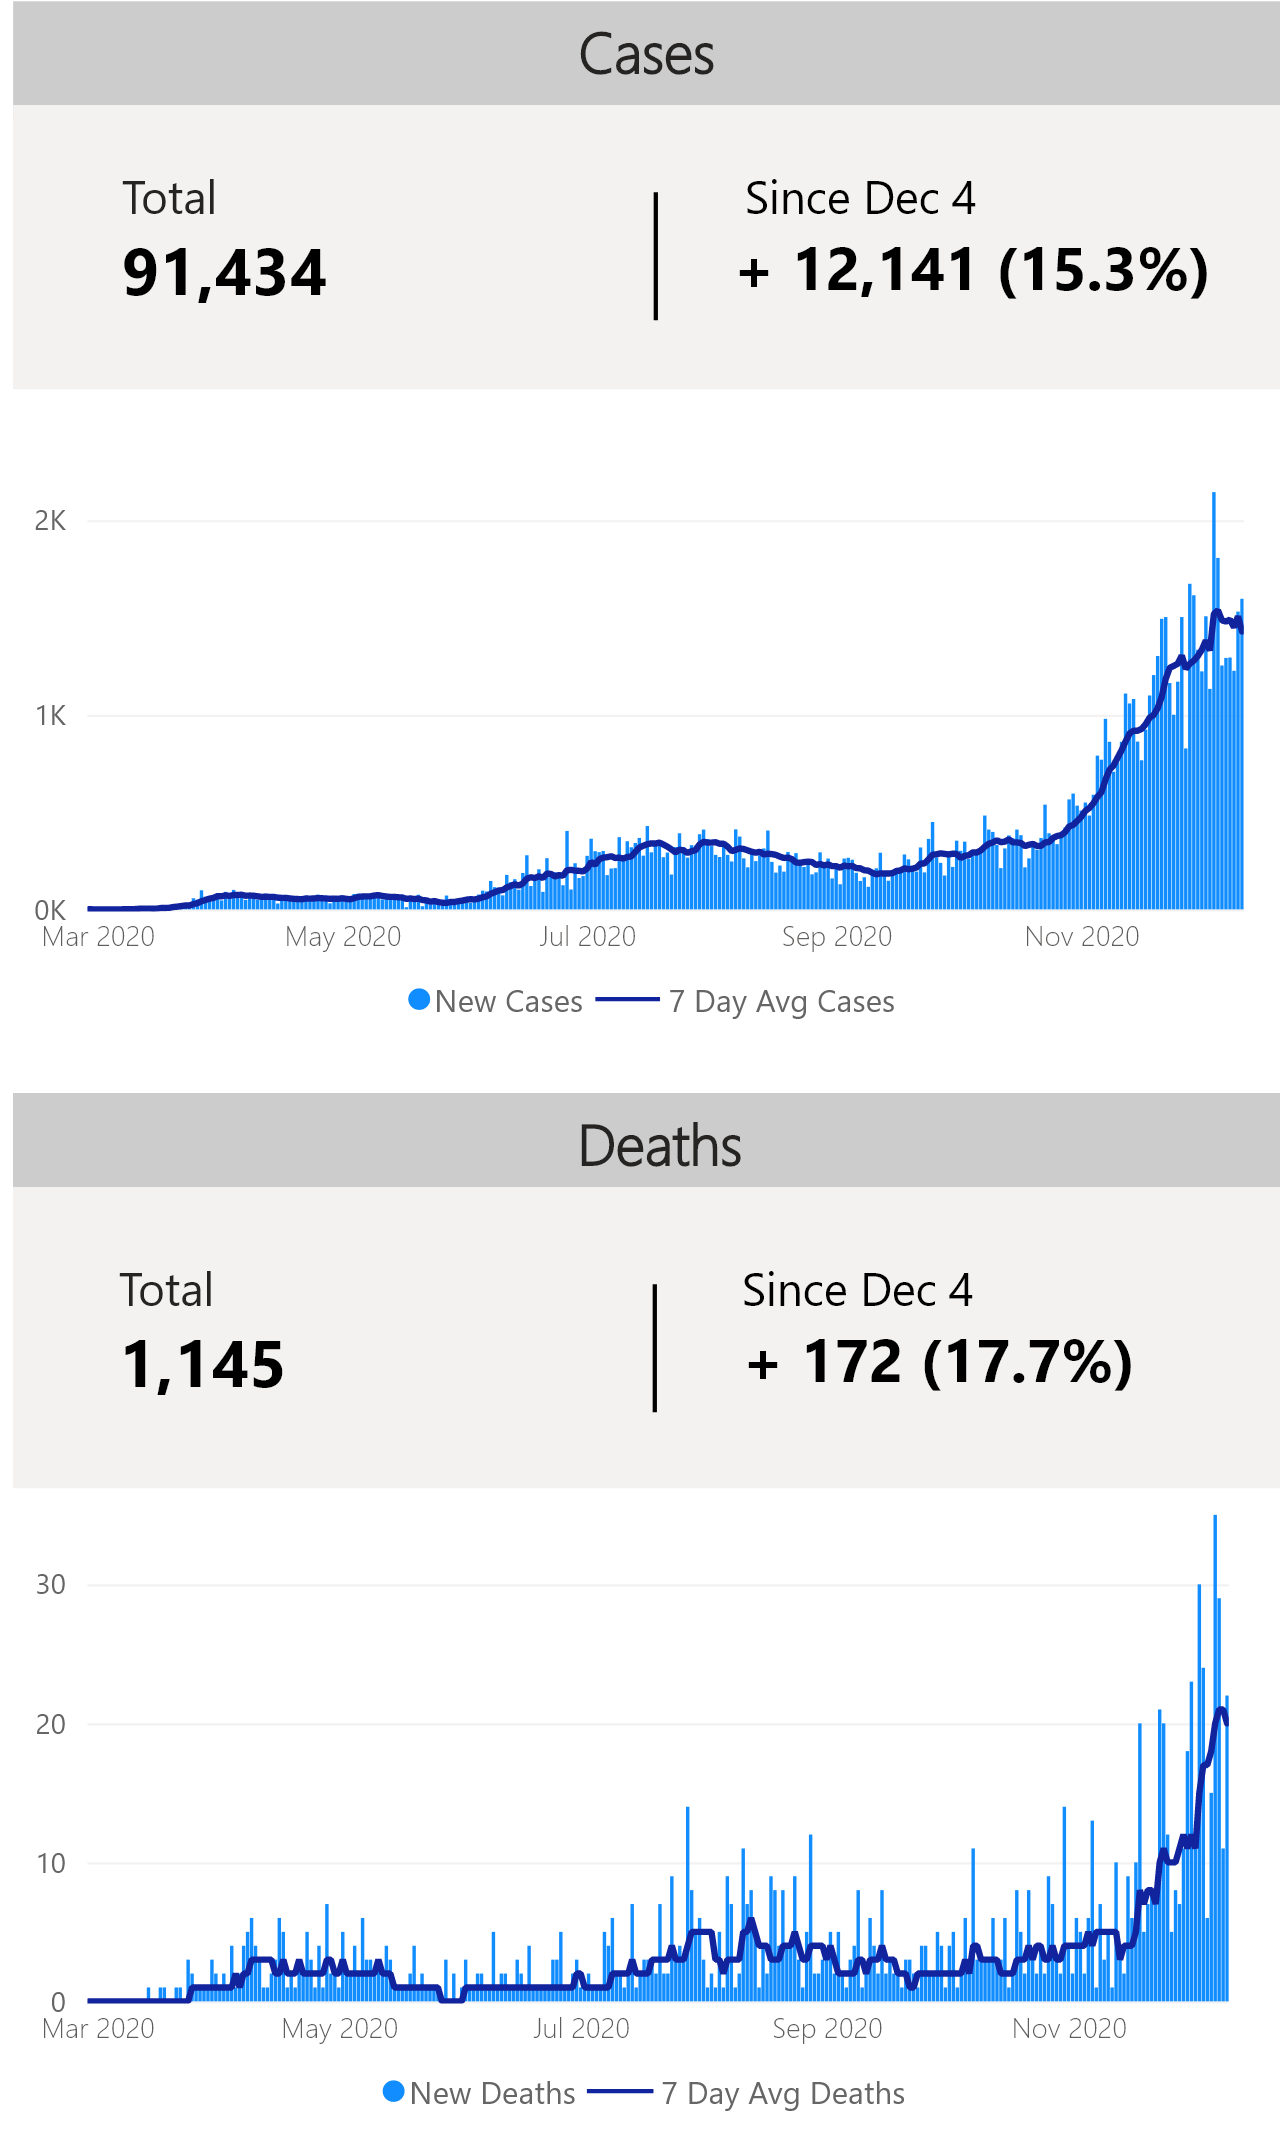 Cases
Total
Since Dec 4
91,434
+ 12,141 (15.3%)
2K
1K
0K
Mar 2020 May 2020 Jul 2020 Sep 2020 Nov 2020
New Cases 7 Day Avg Cases
Deaths
Total
Since Dec 4
1,145
+ 172 (17.7%)
30
20
10
0
Mar 2020 May 2020 Jul 2020 Sep 2020 Nov 2020
New Deaths 7 Day Avg Deaths